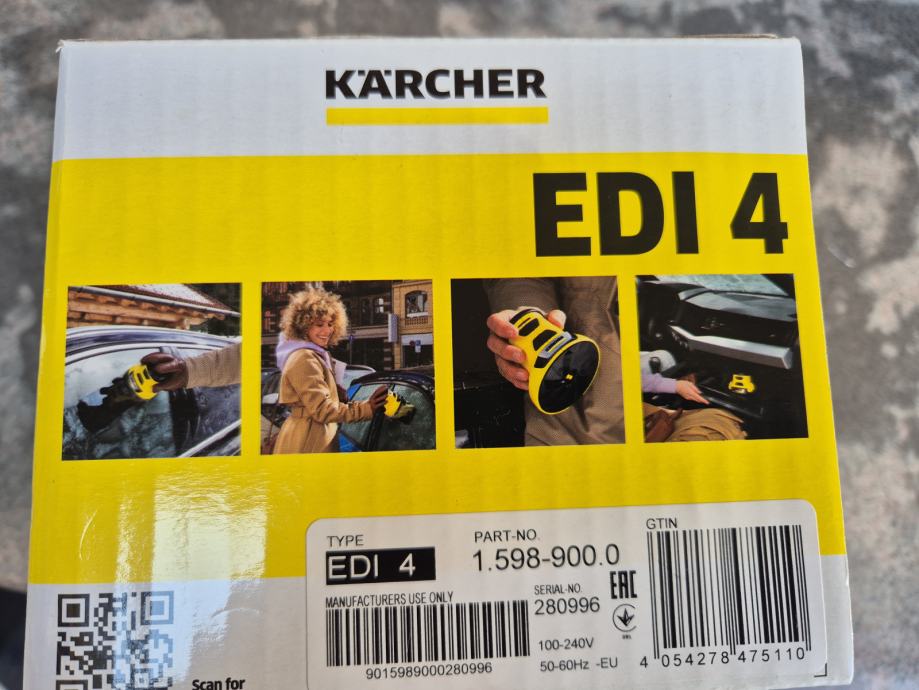 KÄRCHER
EDI 4
TYPE
EDI 4
PART-NO.
1.598-900.0
GTIN
MANUFACTURERS USE ONLY
SERIAL-NO.
280996
EAC
9015989000280996
100-240V
50-60Hz -EU
4 054278 475110
Scan for